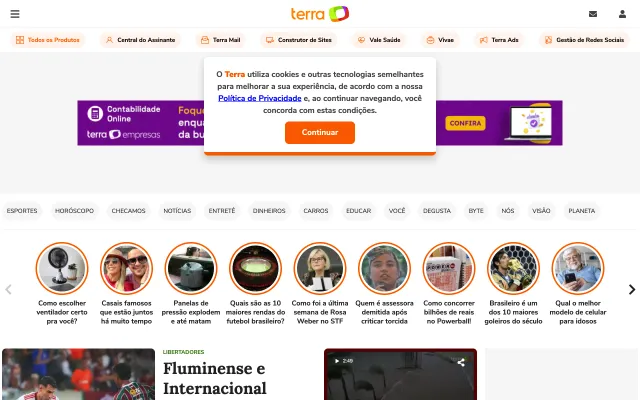 terra
Todos os Produtos
Central do Assinante
Terra Mail
Construtor de Sites
Vale Saúde
Vivae
Terra Ads
Gestão de Redes Sociais
O Terra utiliza cookies e outras tecnologias semelhantes
para melhorar a sua experiência, de acordo com a nossa
Política de Privacidade e, ao continuar navegando, você
concorda com estas condições.
Continuar
Contabilidade
Online
terra empresas
Foque
enqua
da bu
CONFIRA
ESPORTES
HORÓSCOPO
CHECAMOS
NOTÍCIAS
ENTRETÊ
DINHEIROS
CARROS
EDUCAR
VOCÊ
DEGUSTA
BYTE
NÓS
VISÃO
PLANETA
Como escolher
ventilador certo
pra você?
Casais famosos
que estão juntos
há muito tempo
Panelas de
pressão explodem
e até matam
Quais são as 10
maiores rendas do
futebol brasileiro?
Como foi a última
semana de Rosa
Weber no STF
Quem é assessora
demitida após
criticar torcida
Como concorrer
bilhões de reais
no Powerball!
Brasileiro é um
dos 10 maiores
goleiros do século
Qual o melhor
modelo de celular
para idosos
LIBERTADORES
Fluminense e
Internacional
2:49